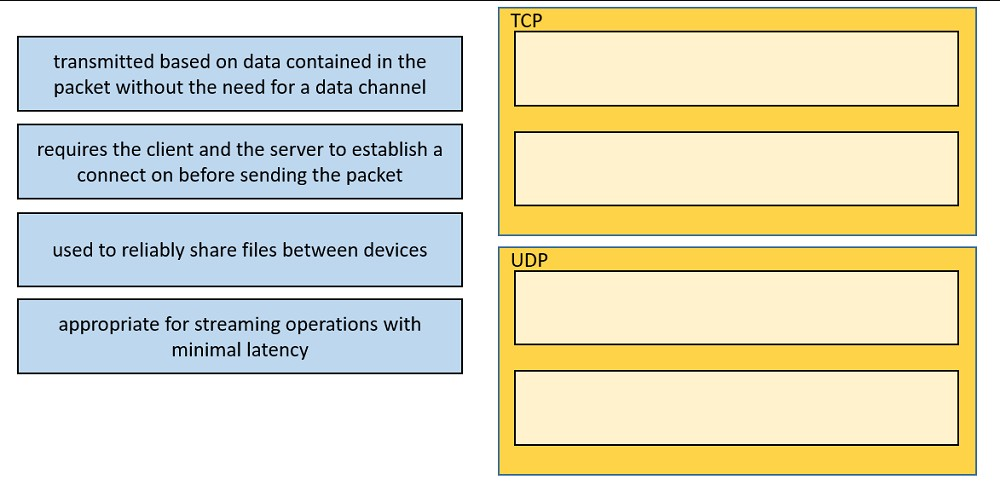 transmitted based on data contained in the
packet without the need for a data channel
requires the client and the server to establish a
connect on before sending the packet
used to reliably share files between devices
appropriate for streaming operations with
minimal latency
TCP
UDP